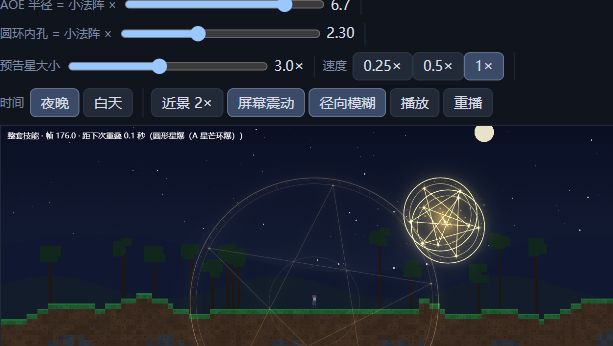 AOE 半径 = 小法阵 × 6.7
圆环内孔 = 小法阵 × 2.30
预告星大小 3.0× 速度 0.25× 0.5× 1×
时间 夜晚 白天 近景 2× 屏幕震动 径向模糊 播放 重播
整套技能 · 帧 176.0 · 距下次重叠 0.1 秒（圆形星爆（A 星芒环爆））